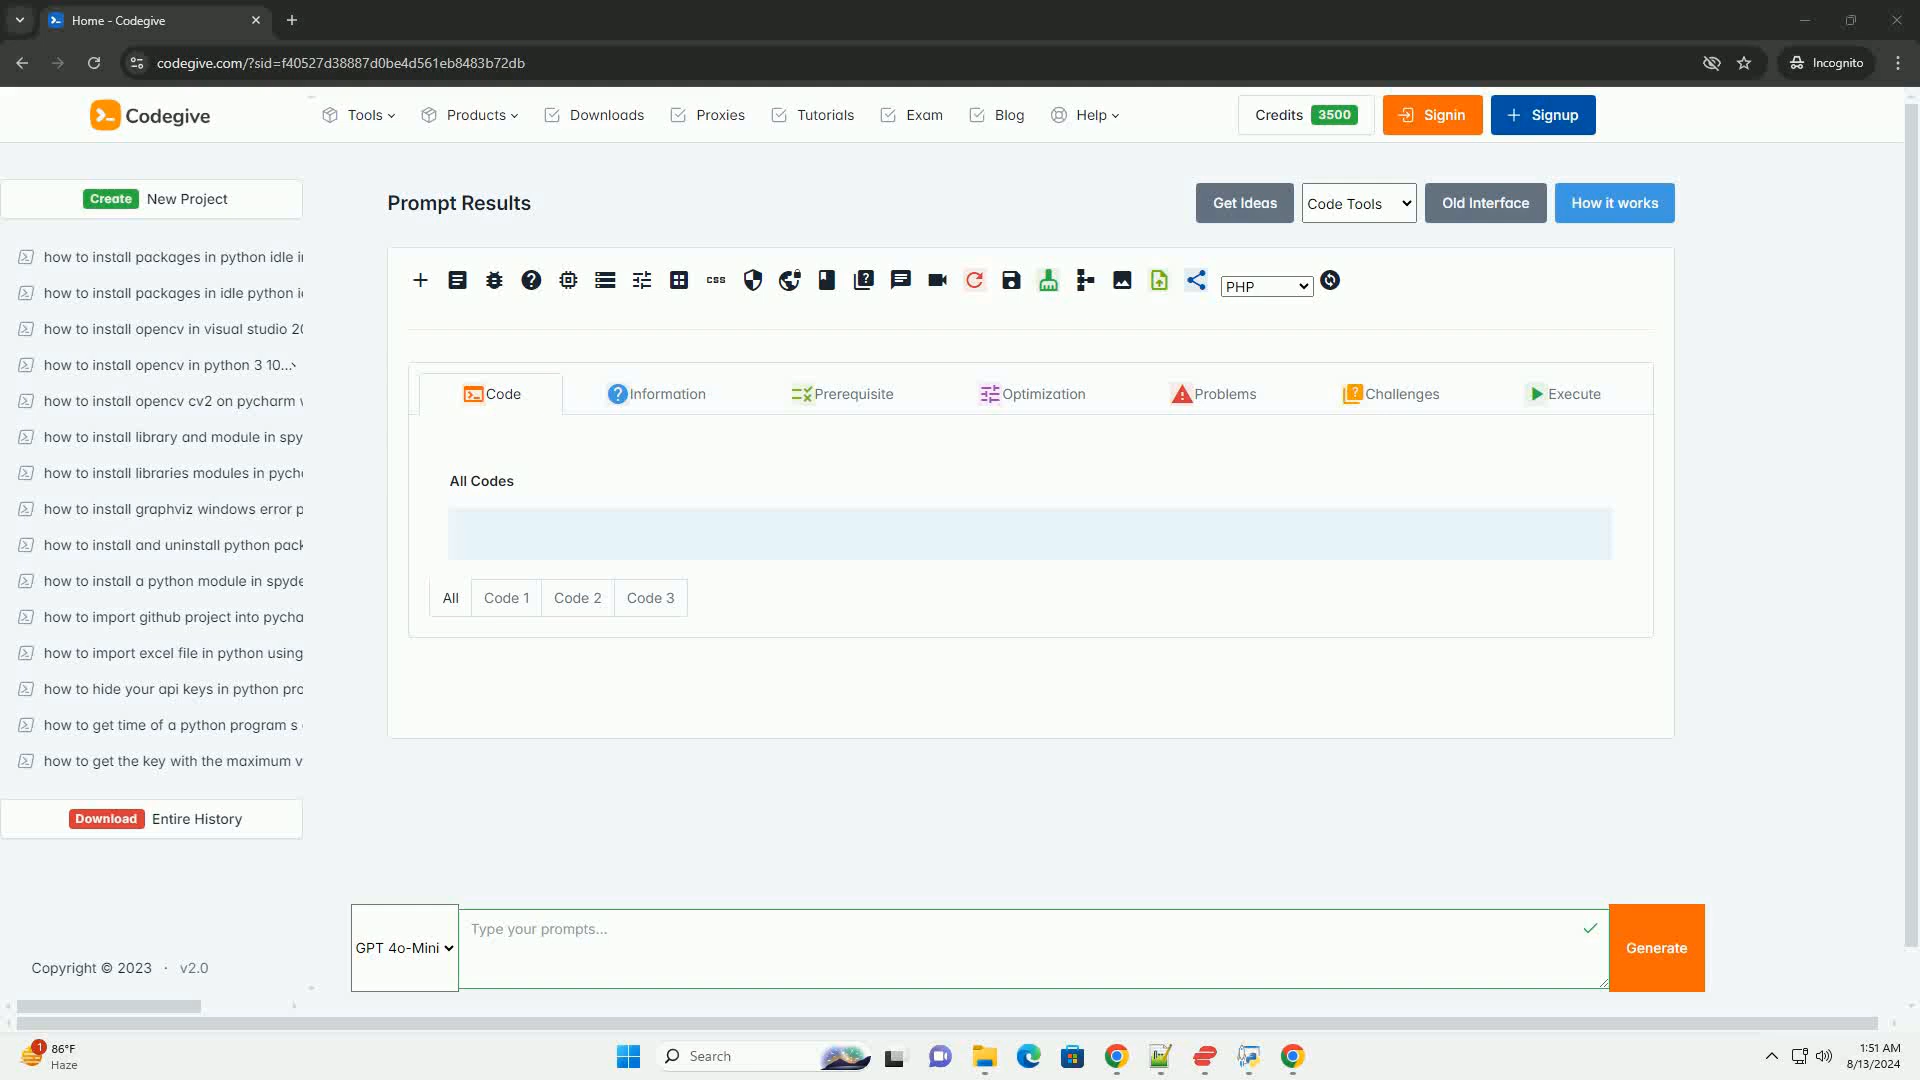 Home - Codegive
codegive.com/?sid=f40527d38887d0be4d561eb8483b72db
Incognito
Codegive
Tools
Products
Downloads
Proxies
Tutorials
Exam
Blog
Help
Credits 3500
Signin
Signup
Create New Project
how to install packages in python idle i
how to install packages in idle python i
how to install opencv in visual studio 20
how to install opencv in python 3 10...
how to install opencv cv2 on pycharm
how to install library and module in spy
how to install libraries modules in pych
how to install graphviz windows error p
how to install and uninstall python pack
how to install a python module in spyde
how to import github project into pycha
how to import excel file in python using
how to hide your api keys in python pro
how to get time of a python program s
how to get the key with the maximum v
Download Entire History
Copyright © 2023 · v2.0
Prompt Results
Get Ideas
Code Tools
Old Interface
How it works
css
PHP
Code
Information
Prerequisite
Optimization
Problems
Challenges
Execute
All Codes
All
Code 1
Code 2
Code 3
GPT 4o-Mini
Type your prompts...
Generate
1
86°F
Haze
Search
1:51 AM
8/13/2024